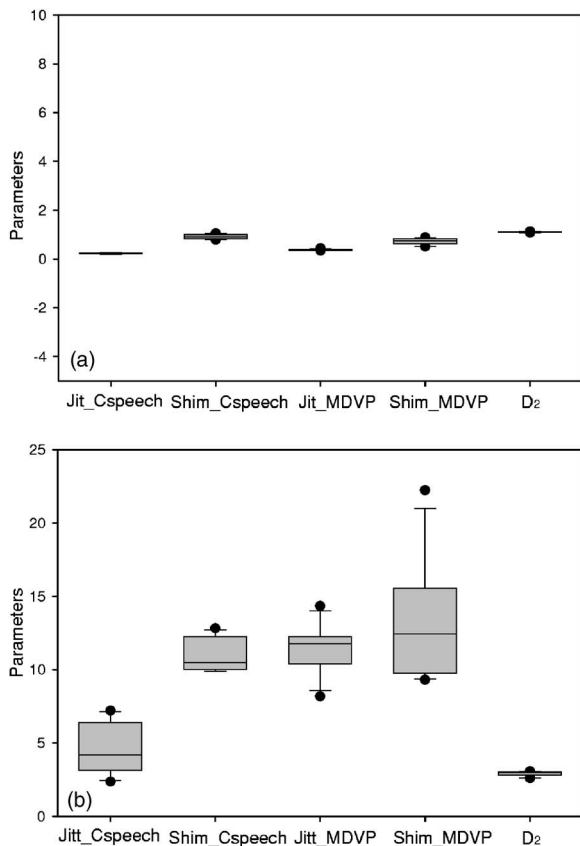 10
8
6
4
2
0
-2
-4
Parameters
(a)
Jit_Cspeech Shim_Cspeech Jit_MDVP Shim_MDVP D₂
25
20
15
10
5
0
Parameters
(b)
Jitt_Cspeech Shim_Cspeech Jitt_MDVP Shim_MDVP D₂